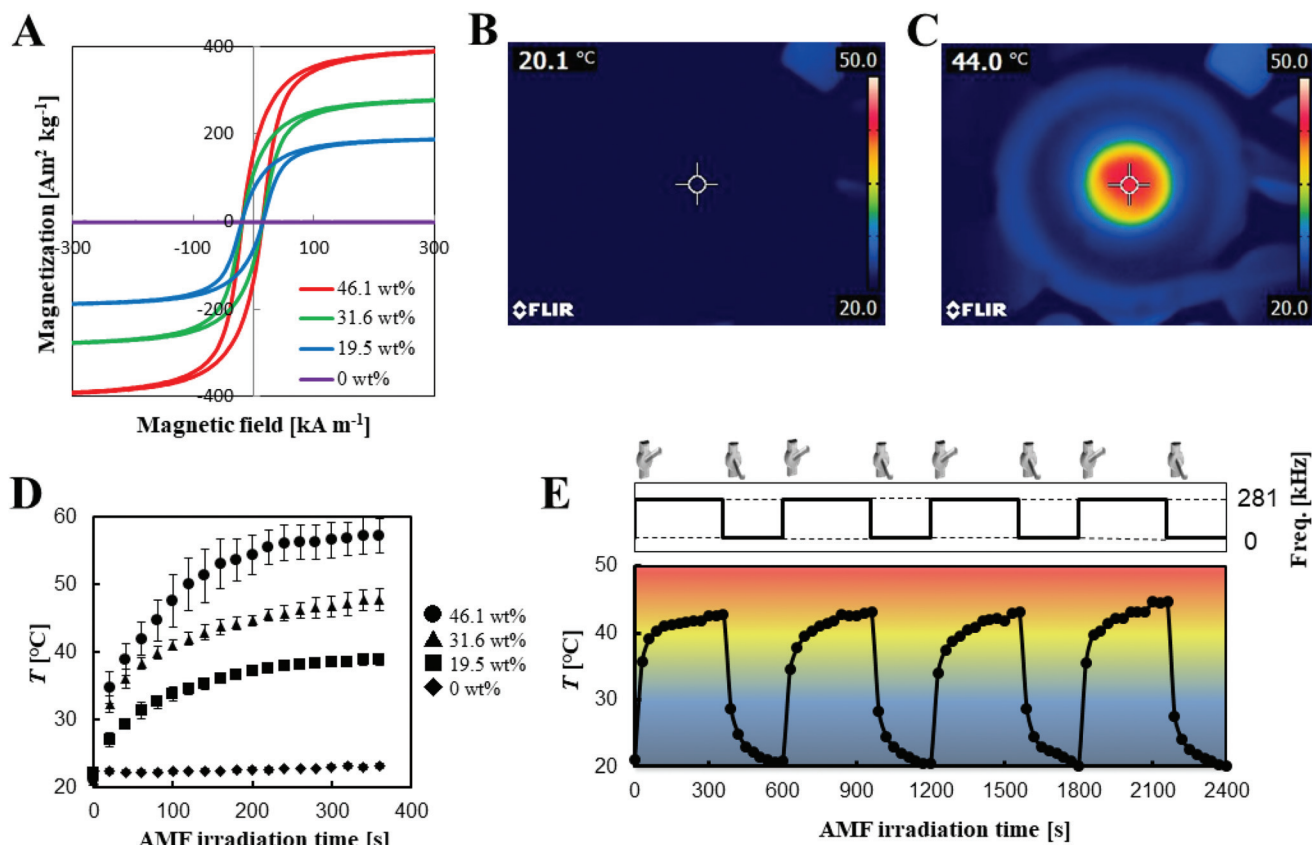 A
400
200
0
-300
-100
100
300
-200
-400
Magnetization [Am² kg⁻¹]
46.1 wt%
31.6 wt%
19.5 wt%
0 wt%
Magnetic field [kA m⁻¹]
B
20.1 °C
50.0
20.0
FLIR
C
44.0 °C
50.0
20.0
FLIR
D
60
50
40
30
20
T [°C]
0
100
200
300
400
AMF irradiation time [s]
46.1 wt%
31.6 wt%
19.5 wt%
0 wt%
E
281
0
Freq. [kHz]
50
40
30
20
T [°C]
0
300
600
900
1200
1500
1800
2100
2400
AMF irradiation time [s]